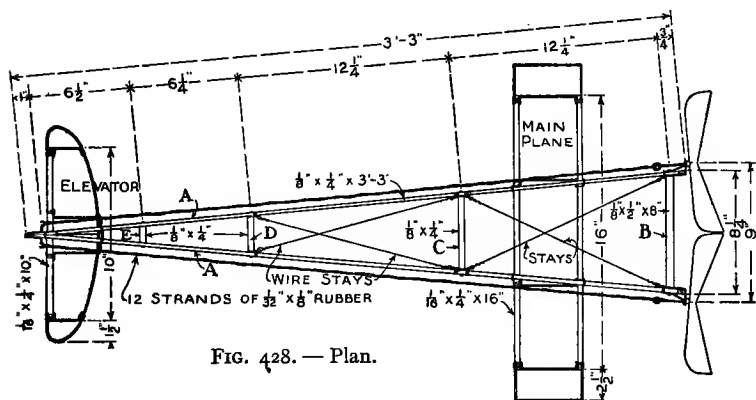 3'-3"
1"
6 1/2"
6 1/4"
12 1/4"
12 1/4"
3/4"
MAIN
PLANE
ELEVATOR
A
1/8" x 1/4" x 3'-3"
E
1/8" x 1/4"
D
1/8" x 1/4"
C
STAYS
16"
1/8" x 1/2" x 8"
B
8 1/2"
9"
A
WIRE STAYS
12 STRANDS OF 1/32" x 1/8" RUBBER
1/16" x 1/4" x 10"
10"
1 1/2"
1/16" x 1/4" x 16"
2 1/2"
FIG. 428. — Plan.